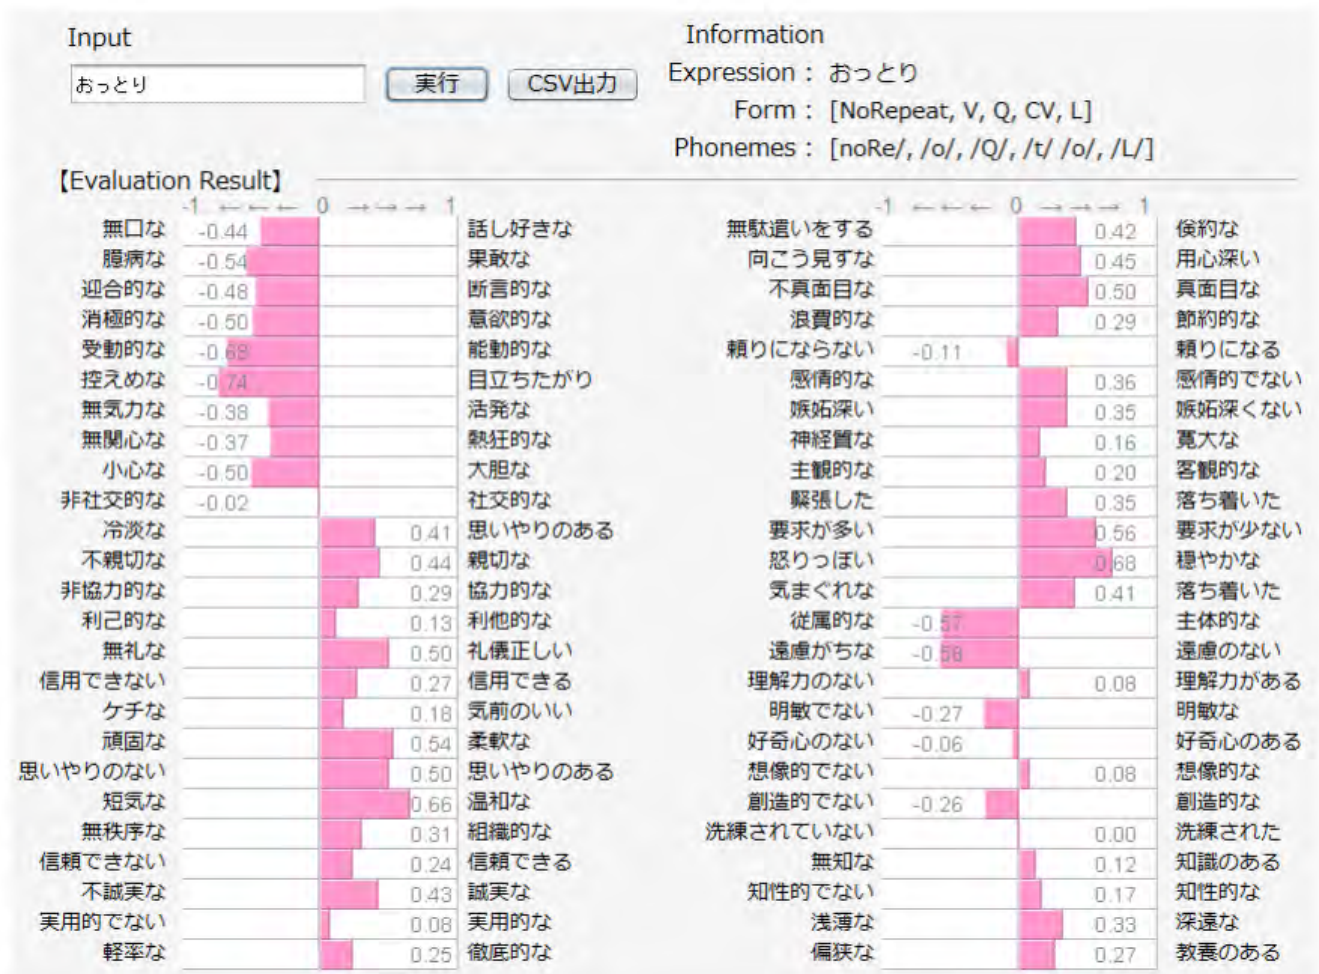 Input
おっとり
実行
CSV出力
Information
Expression : おっとり
Form : [NoRepeat, V, Q, CV, L]
Phonemes : [noRe/, /o/, /Q/, /t/ /o/, /L/]
【Evaluation Result】
-1 ← ← ← 0 → → → 1
無口な -0.44 話し好きな
臆病な -0.54 果敢な
迎合的な -0.48 断言的な
消極的な -0.50 意欲的な
受動的な -0.68 能動的な
控えめな -0.74 目立ちたがり
無気力な -0.38 活発な
無関心な -0.37 熱狂的な
小心な -0.50 大胆な
非社交的な -0.02 社交的な
冷淡な 0.41 思いやりのある
不親切な 0.44 親切な
非協力的な 0.29 協力的な
利己的な 0.13 利他的な
無礼な 0.50 礼儀正しい
信用できない 0.27 信用できる
ケチな 0.18 気前のいい
頑固な 0.54 柔軟な
思いやりのない 0.50 思いやりのある
短気な 0.66 温和な
無秩序な 0.31 組織的な
信頼できない 0.24 信頼できる
不誠実な 0.43 誠実な
実用的でない 0.08 実用的な
軽率な 0.25 徹底的な
-1 ← ← ← 0 → → → 1
無駄遣いをする 0.42 倹約な
向こう見ずな 0.45 用心深い
不真面目な 0.50 真面目な
浪費的な 0.29 節約的な
頼りにならない -0.11 頼りになる
感情的な 0.36 感情的でない
嫉妬深い 0.35 嫉妬深くない
神経質な 0.16 寛大な
主観的な 0.20 客観的な
緊張した 0.35 落ち着いた
要求が多い 0.56 要求が少ない
怒りっぽい 0.68 穏やかな
気まぐれな 0.41 落ち着いた
従属的な -0.57 主体的な
遠慮がちな -0.58 遠慮のない
理解力のない 0.08 理解力がある
明敏でない -0.27 明敏な
好奇心のない -0.06 好奇心のある
想像的でない 0.08 想像的な
創造的でない -0.26 創造的な
洗練されていない 0.00 洗練された
無知な 0.12 知識のある
知性的でない 0.17 知性的な
浅薄な 0.33 深遠な
偏狭な 0.27 教養のある